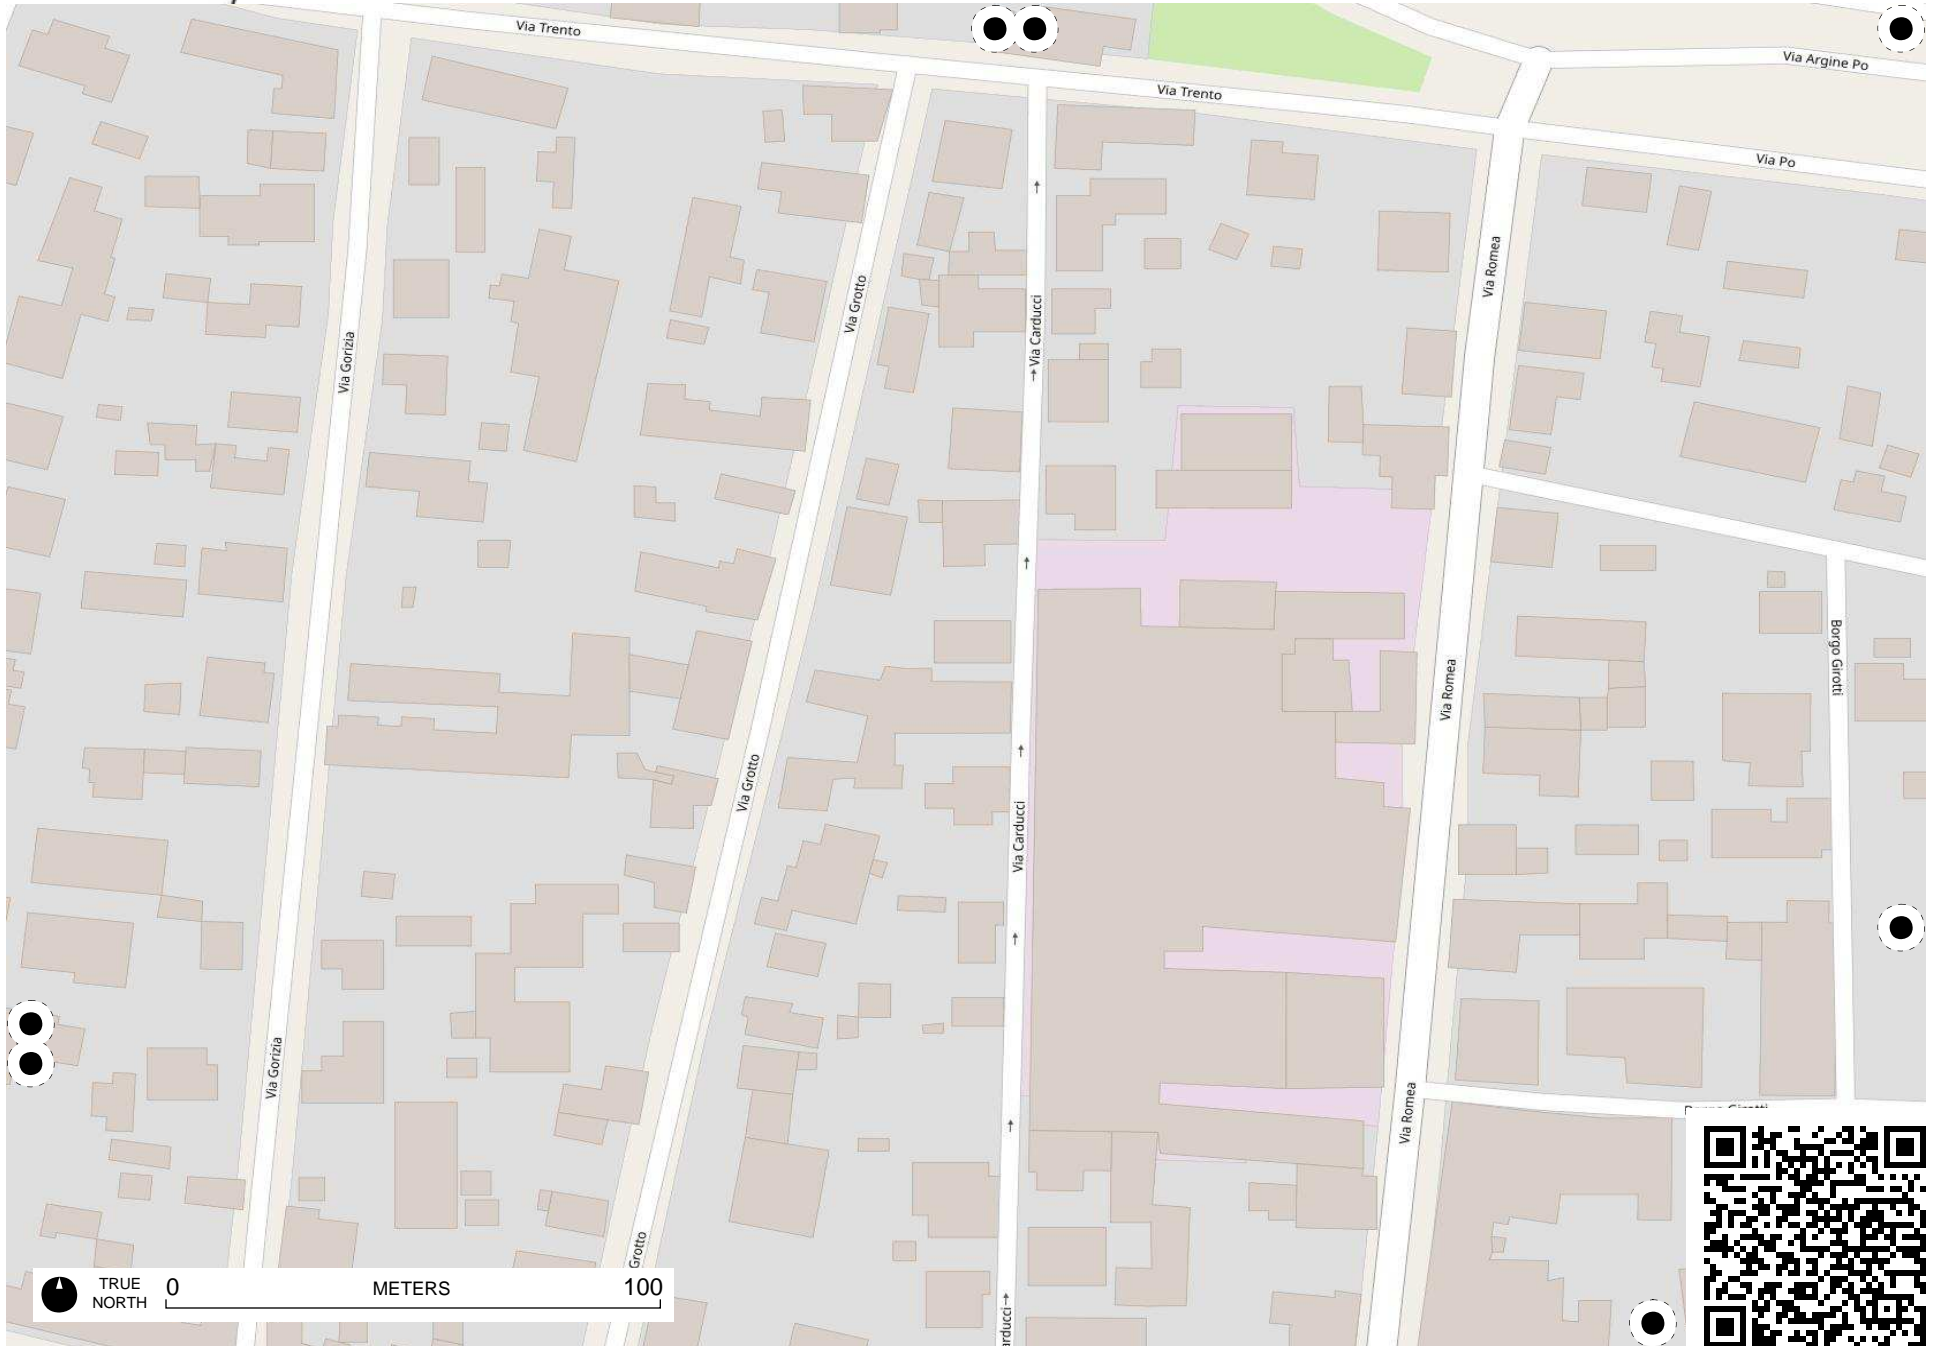 Via Trento
Via Argine Po
Via Trento
Via Po
Via Romea
Via Grotto
Via Carducci
Via Gorizia
Borgo Girotti
Via Romea
Via Grotto
Via Carducci
Via Gorizia
Via Romea
Grotto
TRUE
NORTH
0
METERS
100
arducci